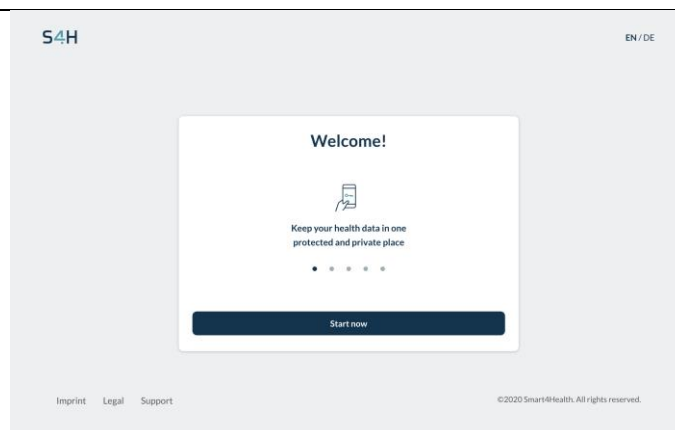 S4H
EN / DE
Welcome!
Keep your health data in one
protected and private place
Start now
Imprint Legal Support
©2020 Smart4Health. All rights reserved.